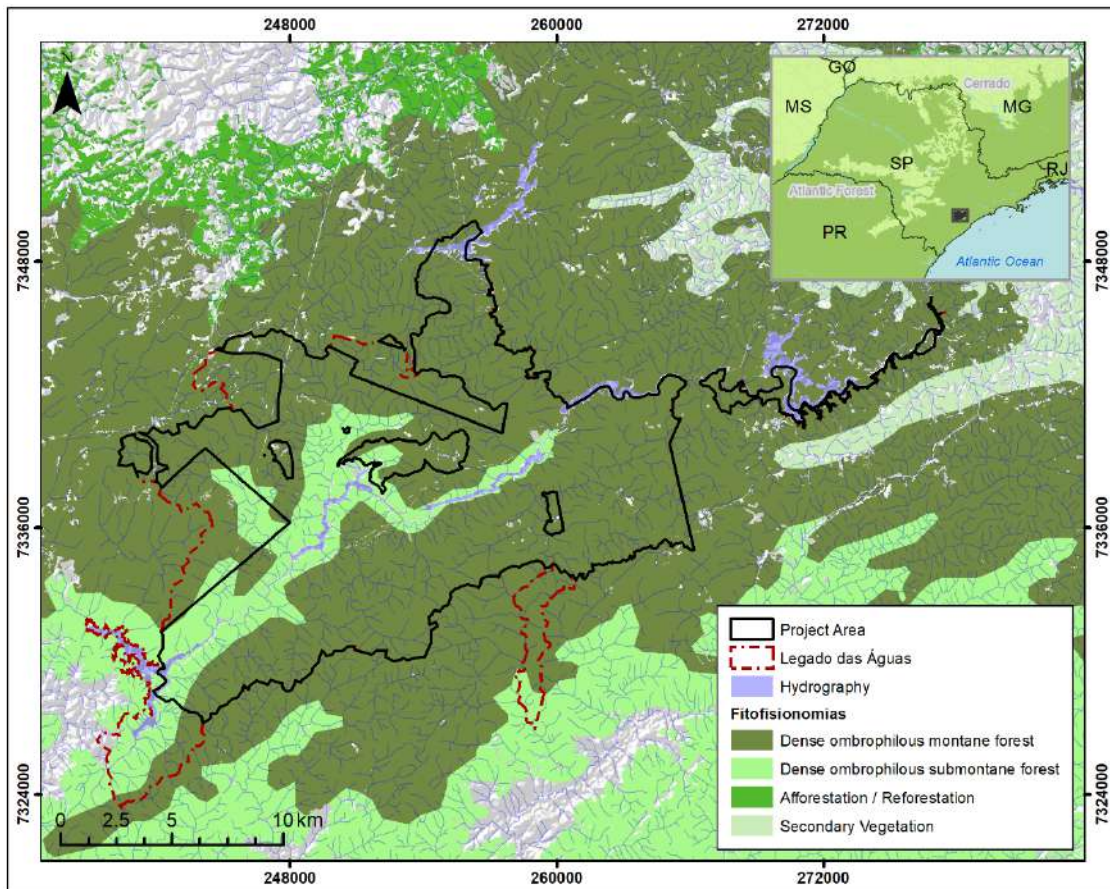 248000
260000
272000
N
GO
Cerrado
MS
MG
SP
RJ
Atlantic Forest
PR
Atlantic Ocean
7348000
7348000
7336000
7336000
7324000
7324000
Project Area
Legado das Águas
Hydrography
Fitofisionomias
Dense ombrophilous montane forest
Dense ombrophilous submontane forest
Afforestation / Reforestation
Secondary Vegetation
0 2.5 5 10 km
248000
260000
272000